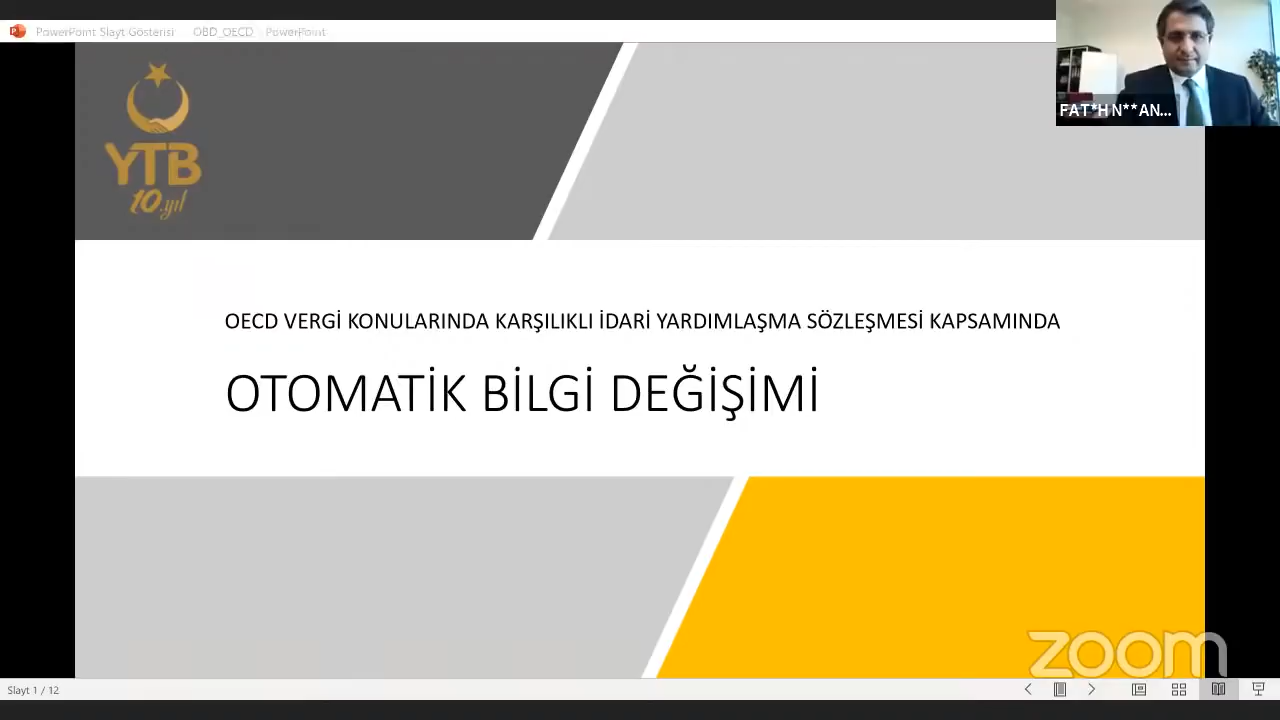 PowerPoint Slayt Gösterisi OBD_OECD PowerPoint
FAT*H N**AN...
YTB
10.yıl
OECD VERGİ KONULARINDA KARŞILIKLI İDARİ YARDIMLAŞMA SÖZLEŞMESİ KAPSAMINDA
OTOMATİK BİLGİ DEĞİŞİMİ
zoom
Slayt 1 / 12